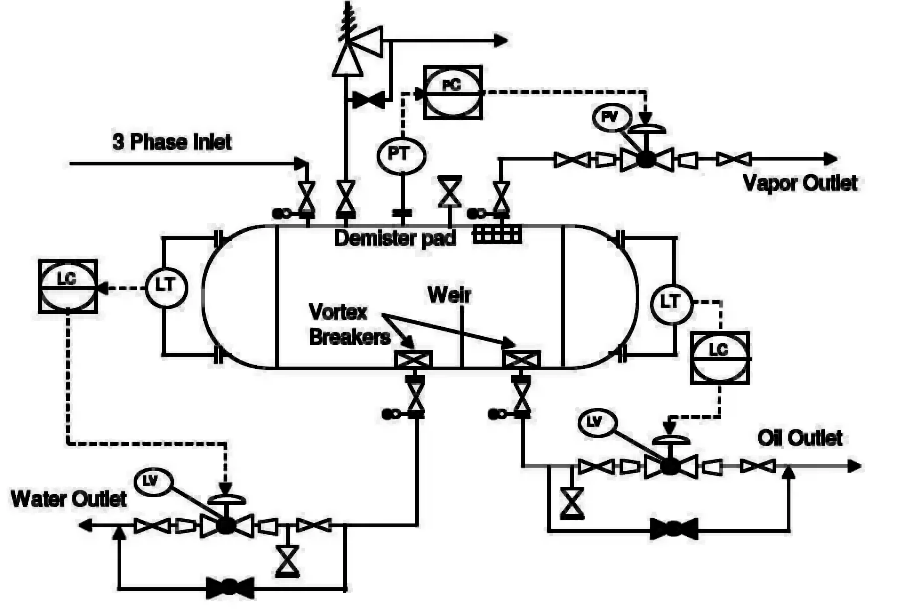 PC
PV
3 Phase Inlet
PT
Vapor Outlet
Demister pad
LC
LT
Weir
LT
Vortex
Breakers
LC
LV
Oil Outlet
LV
Water Outlet